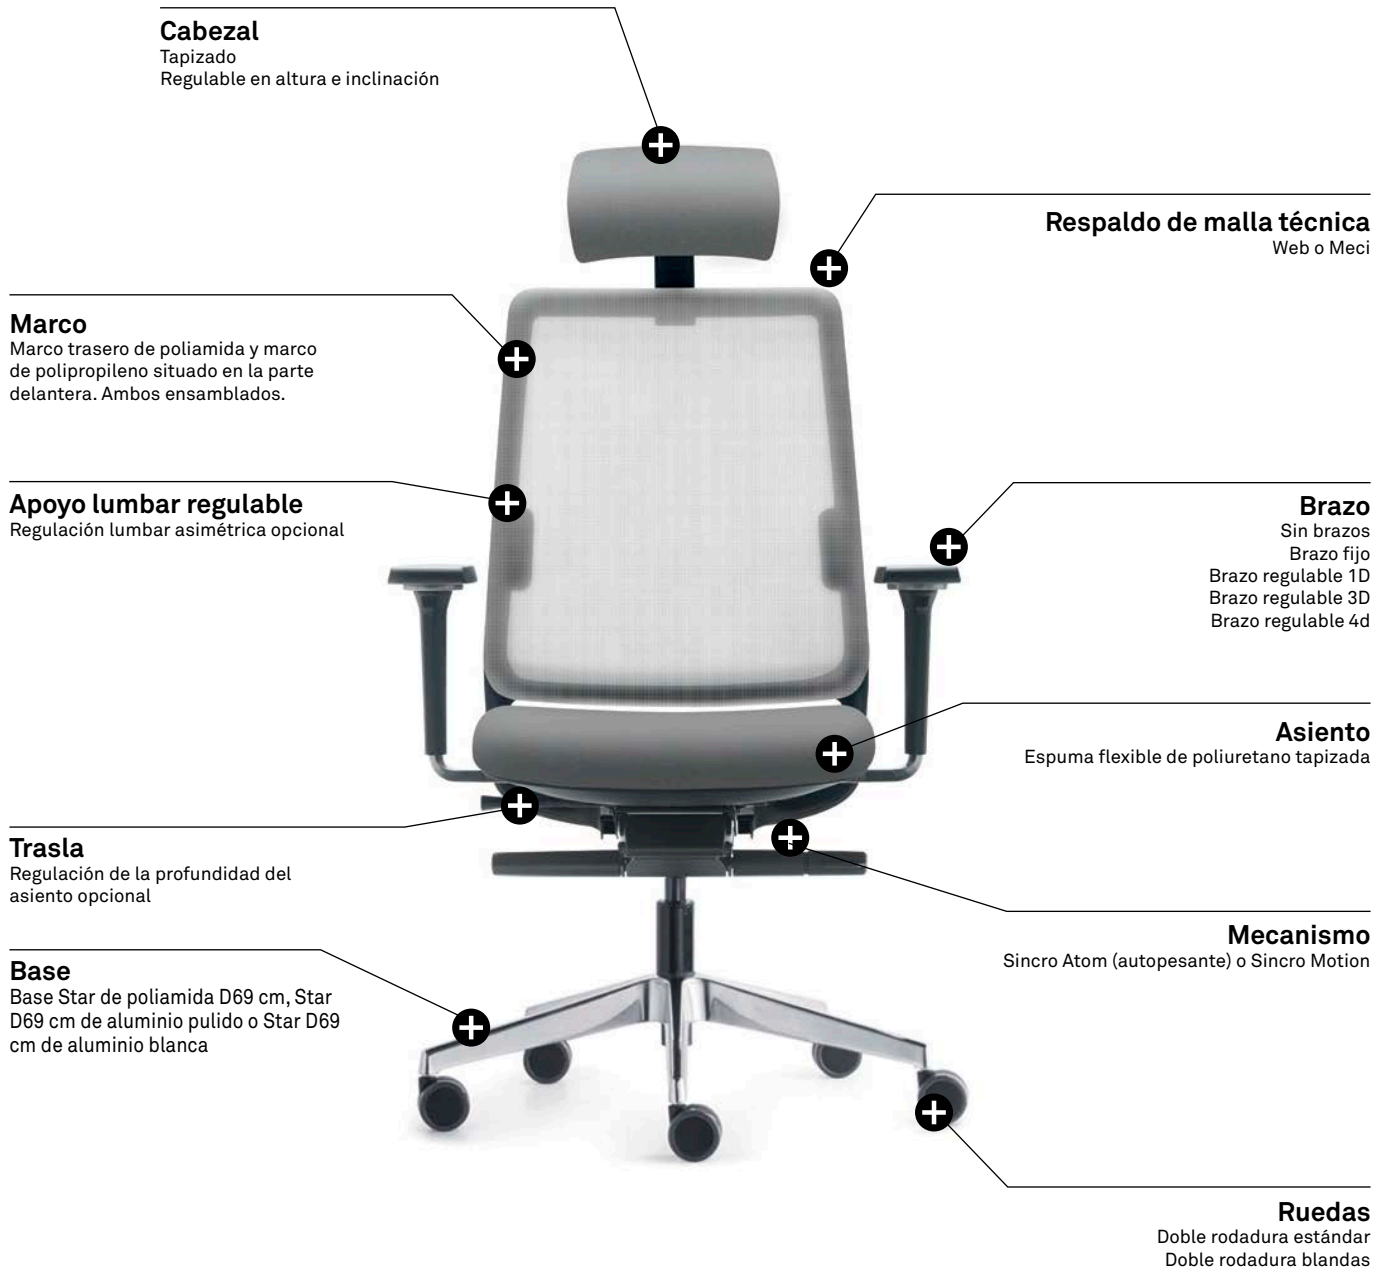 Cabezal
Tapizado
Regulable en altura e inclinación
Respaldo de malla técnica
Web o Meci
Marco
Marco trasero de poliamida y marco
de polipropileno situado en la parte
delantera. Ambos ensamblados.
Apoyo lumbar regulable
Regulación lumbar asimétrica opcional
Brazo
Sin brazos
Brazo fijo
Brazo regulable 1D
Brazo regulable 3D
Brazo regulable 4d
Asiento
Espuma flexible de poliuretano tapizada
Trasla
Regulación de la profundidad del
asiento opcional
Mecanismo
Sincro Atom (autopesante) o Sincro Motion
Base
Base Star de poliamida D69 cm, Star
D69 cm de aluminio pulido o Star D69
cm de aluminio blanca
Ruedas
Doble rodadura estándar
Doble rodadura blandas